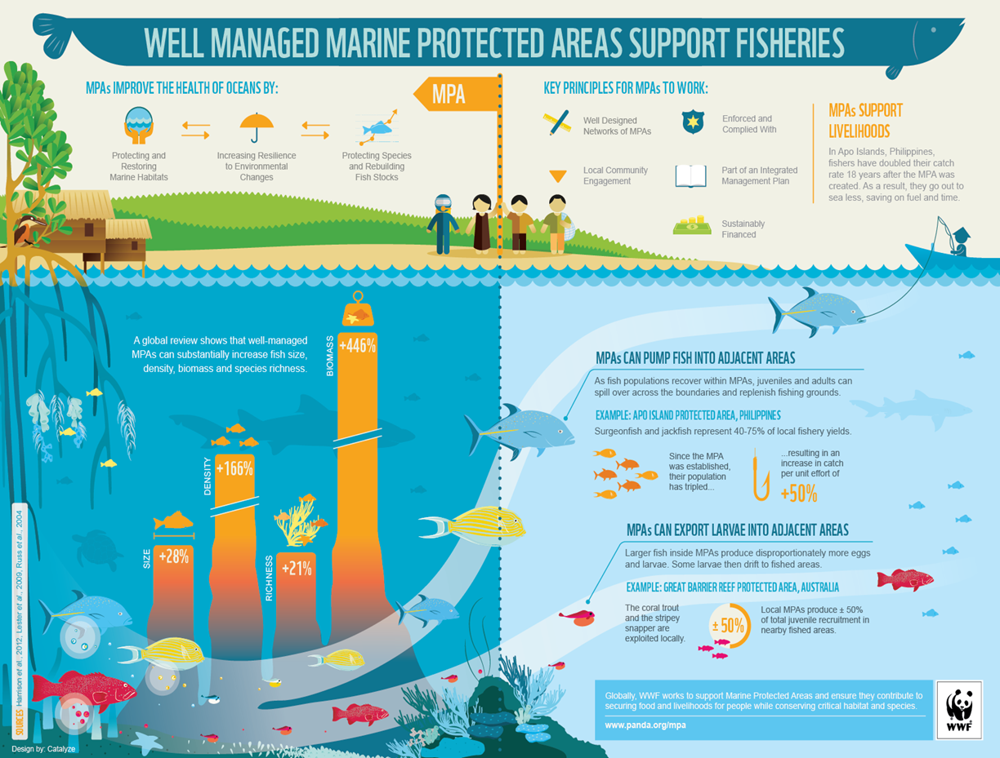 WELL MANAGED MARINE PROTECTED AREAS SUPPORT FISHERIES
MPAs IMPROVE THE HEALTH OF OCEANS BY:
Protecting and
Restoring
Marine Habitats
Increasing Resilience
to Environmental
Changes
Protecting Species
and Rebuilding
Fish Stocks
MPA
KEY PRINCIPLES FOR MPAs TO WORK:
Well Designed
Networks of MPAs
Enforced and
Complied With
Local Community
Engagement
Part of an Integrated
Management Plan
Sustainably
Financed
MPAs SUPPORT
LIVELIHOODS
In Apo Islands, Philippines,
fishers have doubled their catch
rate 18 years after the MPA was
created. As a result, they go out to
sea less, saving on fuel and time.
A global review shows that well-managed
MPAs can substantially increase fish size,
density, biomass and species richness.
SIZE
+28%
DENSITY
+166%
RICHNESS
+21%
BIOMASS
+446%
MPAs CAN PUMP FISH INTO ADJACENT AREAS
As fish populations recover within MPAs, juveniles and adults can
spill over across the boundaries and replenish fishing grounds.
EXAMPLE: APO ISLAND PROTECTED AREA, PHILIPPINES
Surgeonfish and jackfish represent 40-75% of local fishery yields.
Since the MPA
was established,
their population
has tripled...
...resulting in an
increase in catch
per unit effort of
+50%
MPAs CAN EXPORT LARVAE INTO ADJACENT AREAS
Larger fish inside MPAs produce disproportionately more eggs
and larvae. Some larvae then drift to fished areas.
EXAMPLE: GREAT BARRIER REEF PROTECTED AREA, AUSTRALIA
The coral trout
and the stripey
snapper are
exploited locally.
± 50%
Local MPAs produce ± 50%
of total juvenile recruitment in
nearby fished areas.
Globally, WWF works to support Marine Protected Areas and ensure they contribute to
securing food and livelihoods for people while conserving critical habitat and species.
www.panda.org/mpa
WWF
SOURCES Harrison et al., 2012, Lester et al., 2009, Russ et al., 2004
Design by: Catalyze